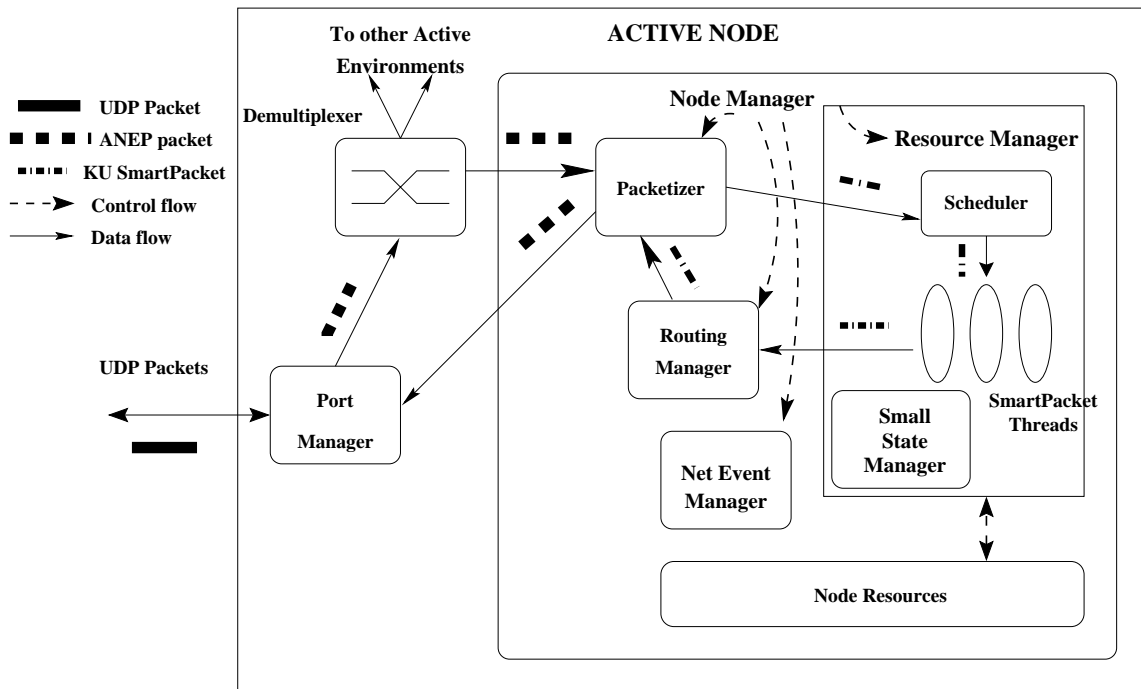 ACTIVE NODE
To other Active
Environments
Demultiplexer
UDP Packet
ANEP packet
KU SmartPacket
Control flow
Data flow
Node Manager
Resource Manager
Packetizer
Scheduler
Routing
Manager
UDP Packets
Port
Manager
SmartPacket
Threads
Small
State
Manager
Net Event
Manager
Node Resources